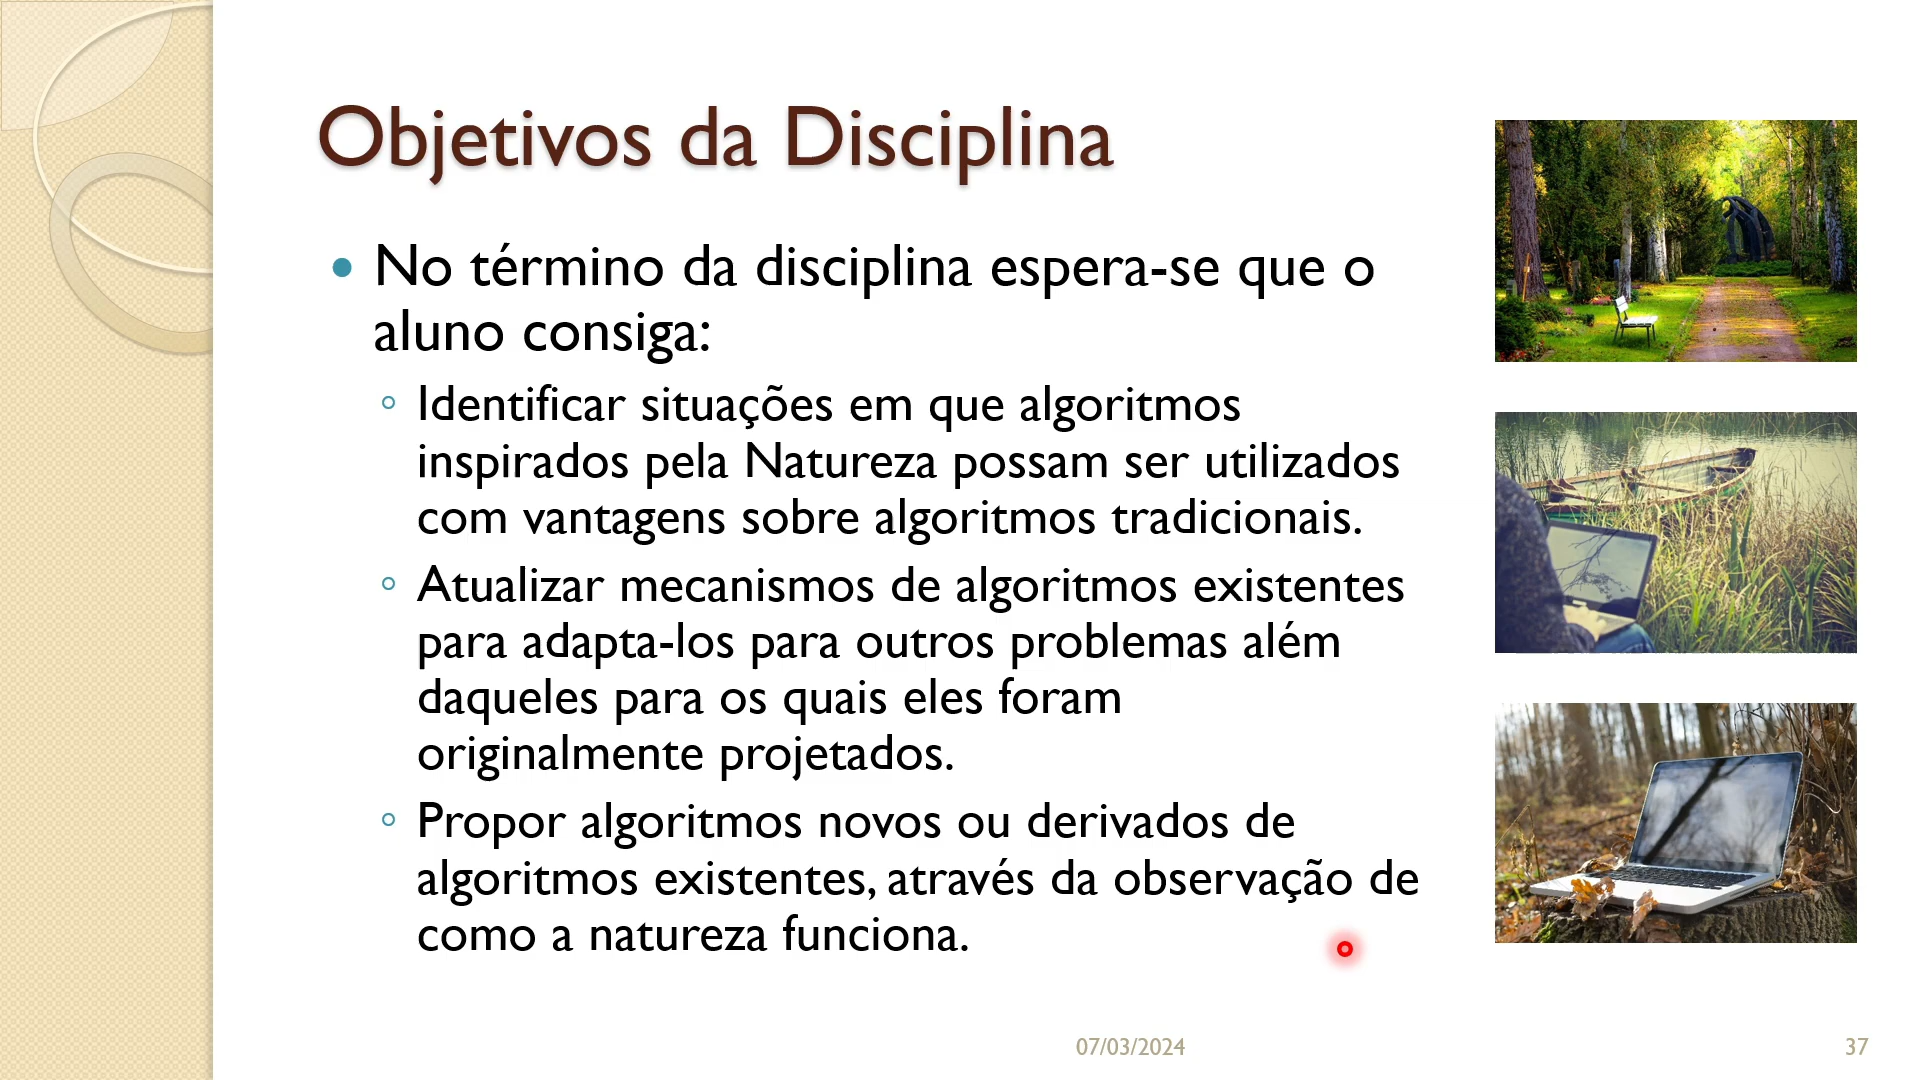 Objetivos da Disciplina
• No término da disciplina espera-se que o
aluno consiga:
◦ Identificar situações em que algoritmos
inspirados pela Natureza possam ser utilizados
com vantagens sobre algoritmos tradicionais.
◦ Atualizar mecanismos de algoritmos existentes
para adapta-los para outros problemas além
daqueles para os quais eles foram
originalmente projetados.
◦ Propor algoritmos novos ou derivados de
algoritmos existentes, através da observação de
como a natureza funciona.
07/03/2024
37